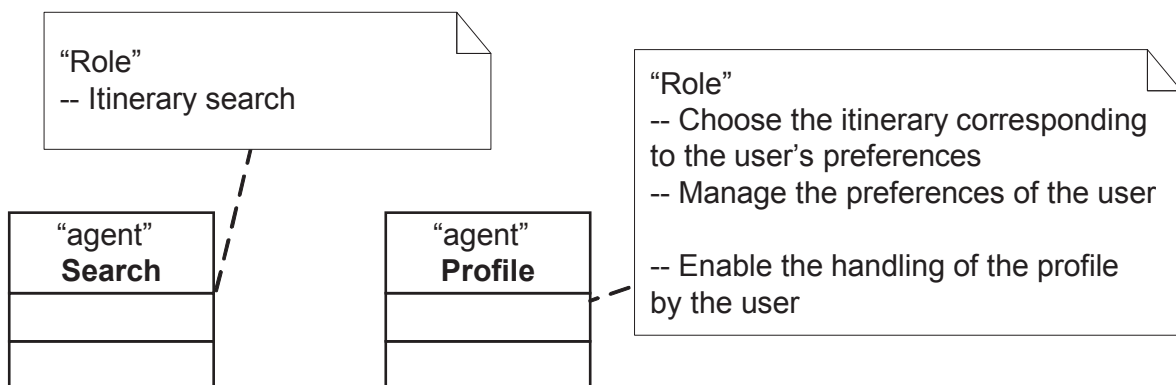 “Role”
-- Itinerary search
“Role”
-- Choose the itinerary corresponding
to the user’s preferences
-- Manage the preferences of the user
-- Enable the handling of the profile
by the user
“agent”
Search
“agent”
Profile